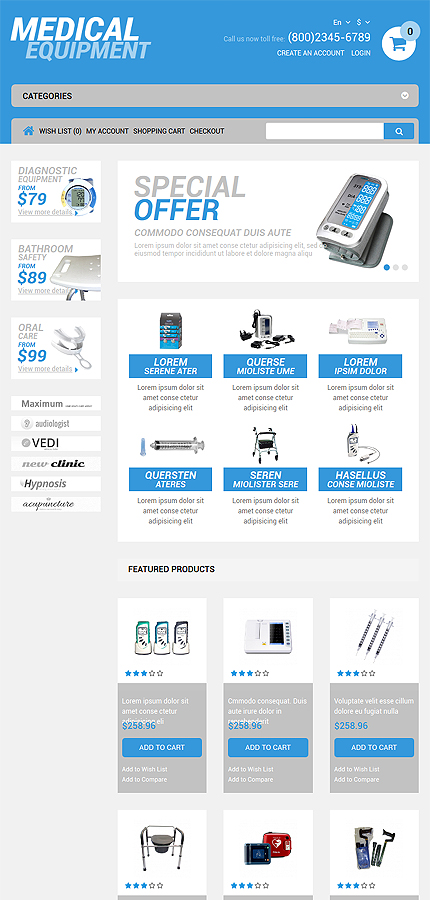 MEDICAL
EQUIPMENT
En $
Call us now toll free: (800)2345-6789
CREATE AN ACCOUNT LOGIN
0
CATEGORIES
WISH LIST (0) MY ACCOUNT SHOPPING CART CHECKOUT
DIAGNOSTIC
EQUIPMENT
FROM
$79
View more details
BATHROOM
SAFETY
FROM
$89
View more details
ORAL
CARE
FROM
$99
View more details
Maximum
audiologist
VEDI
new clinic
Hypnosis
acupuncture
SPECIAL
OFFER
COMMODO CONSEQUAT DUIS AUTE
Lorem ipsum dolor sit amet conse ctetur adipisicing elit, sed
eiusmod tempor incididunt ut labore et dolore magna aliqu
LOREM
SERENE ATER
Lorem ipsum dolor sit
amet conse ctetur
adipisicing elit
QUERSE
MIOLISTE UME
Lorem ipsum dolor sit
amet conse ctetur
adipisicing elit
LOREM
IPSIM DOLOR
Lorem ipsum dolor sit
amet conse ctetur
adipisicing elit
QUERSTEN
ATERES
Lorem ipsum dolor sit
amet conse ctetur
adipisicing elit
SEREN
MIOLISTER SERE
Lorem ipsum dolor sit
amet conse ctetur
adipisicing elit
HASELLUS
CONSE MIOLISTE
Lorem ipsum dolor sit
amet conse ctetur
adipisicing elit
FEATURED PRODUCTS
Lorem ipsum dolor sit
amet conse ctetur
adipisicing eli
$258.96
ADD TO CART
Add to Wish List
Add to Compare
Cmmodo consequat. Duis
aute irure dolor in
$258.96
ADD TO CART
Add to Wish List
Add to Compare
Voluptate velit esse cillum
dolore eu fugiat nulla
$258.96
ADD TO CART
Add to Wish List
Add to Compare